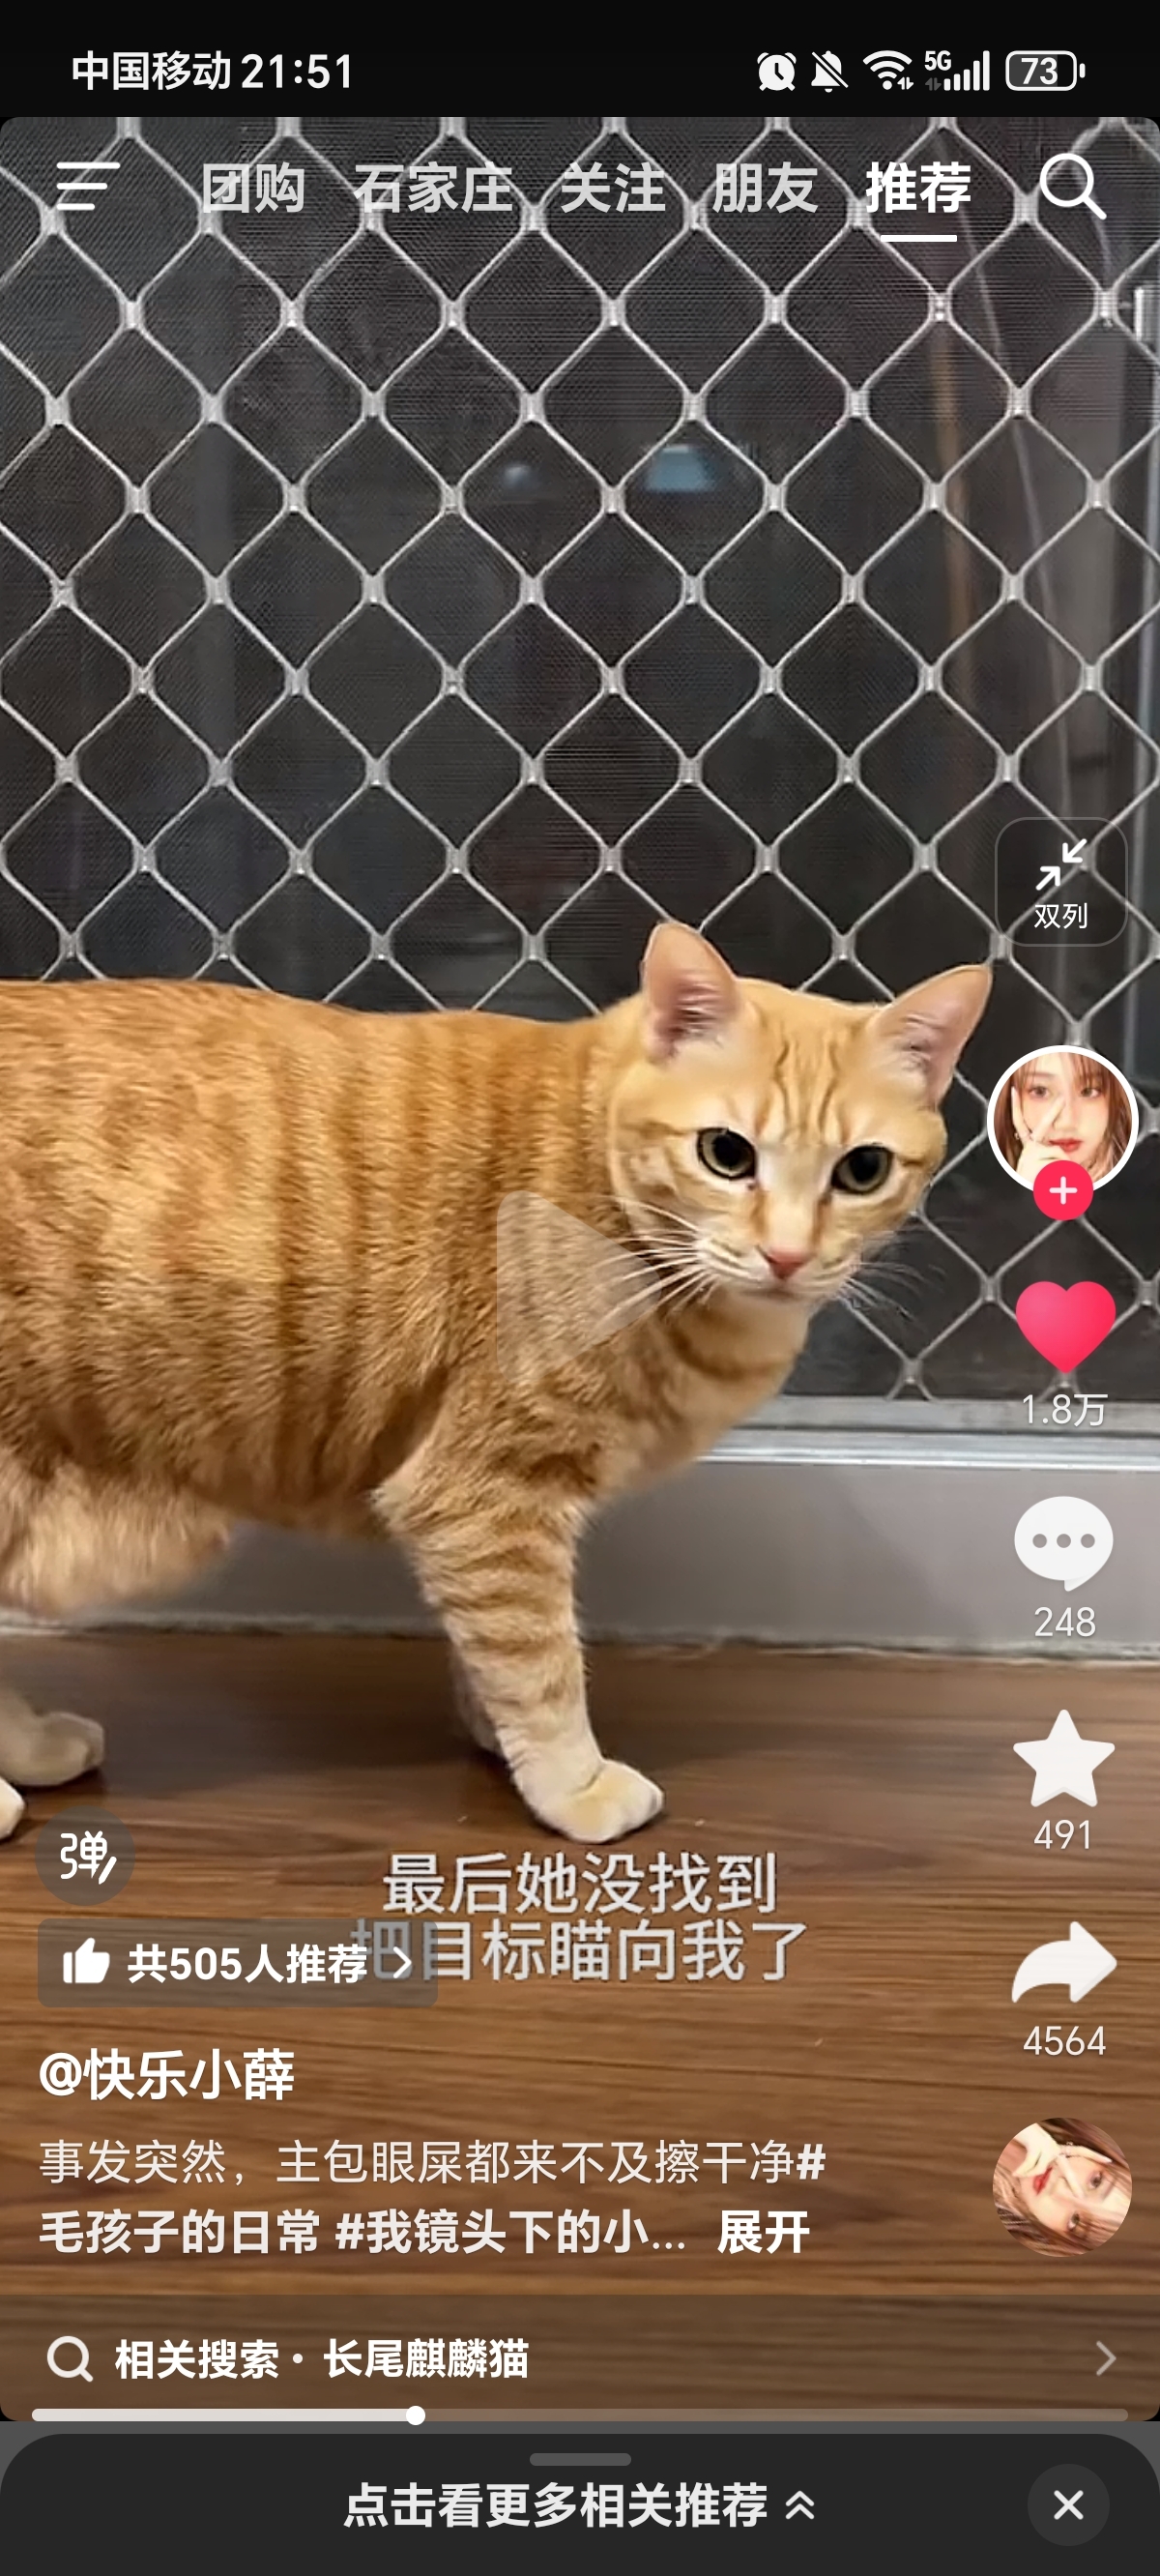 中国移动 21:51
5G
73
团购 石家庄 关注 朋友 推荐
双列
1.8万
248
491
4564
弹
最后她没找到
把目标瞄向我了
共505人推荐
@快乐小薛
事发突然，主包眼屎都来不及擦干净#
毛孩子的日常 #我镜头下的小... 展开
相关搜索 · 长尾麒麟猫
点击看更多相关推荐